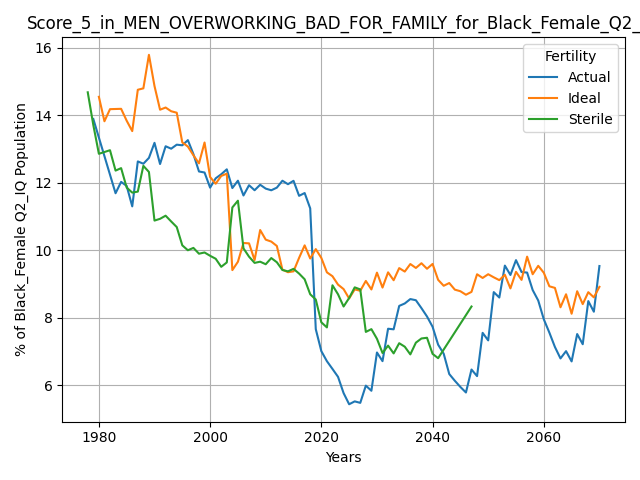 Score_5_in_MEN_OVERWORKING_BAD_FOR_FAMILY_for_Black_Female_Q2_
Fertility
Actual
Ideal
Sterile
% of Black_Female Q2_IQ Population
16
14
12
10
8
6
1980
2000
2020
2040
2060
Years